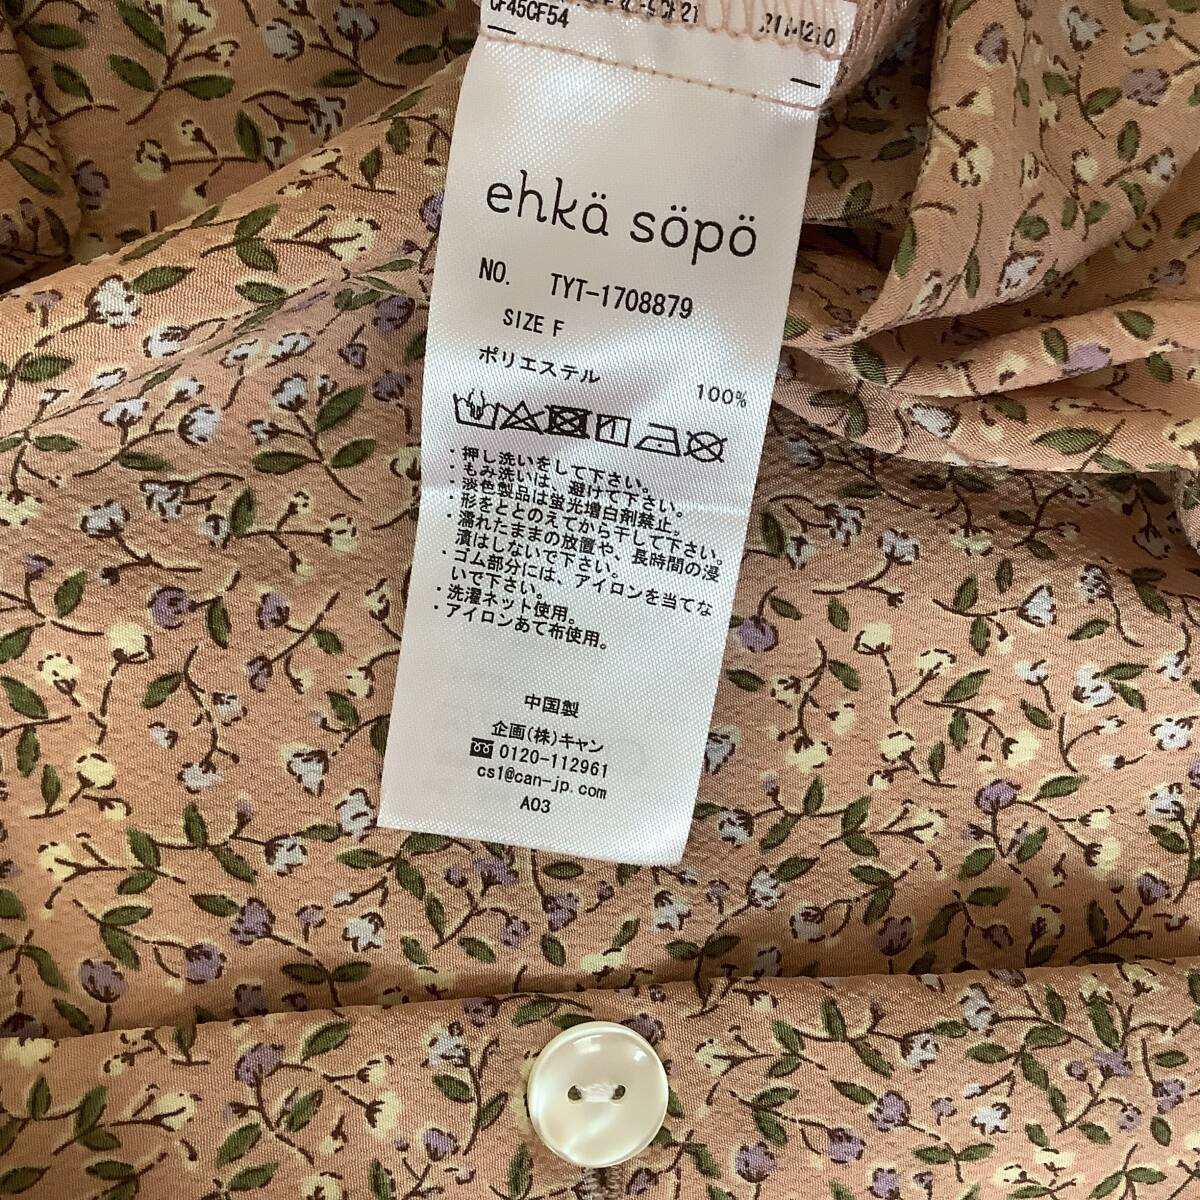 CF45CF54
ehkä söpö
NO. TYT-1708879
SIZE F
ポリエステル 100%
・押し洗いをして下さい。
・もみ洗いは、避けて下さい。
・淡色製品は蛍光増白剤禁止。
・形をととのえてから干して下さい。
・濡れたままの放置や、長時間の浸
漬はしないで下さい。
・ゴム部分には、アイロンを当てな
いで下さい。
・洗濯ネット使用。
・アイロンあて布使用。
中国製
企画(株)キャン
0120-112961
cs1@can-jp.com
A03